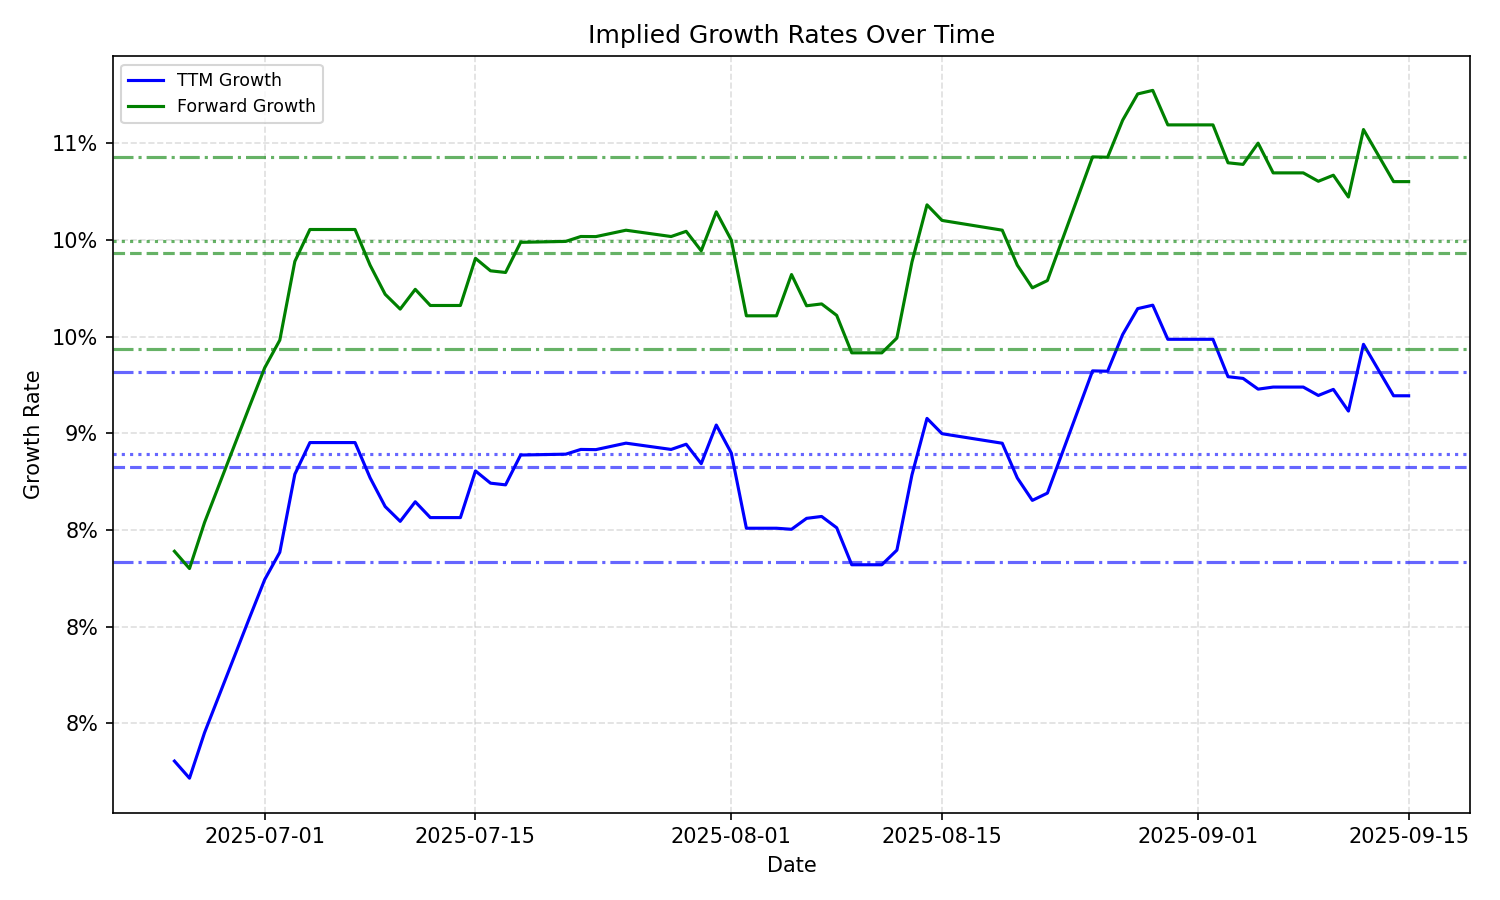 Implied Growth Rates Over Time
TTM Growth
Forward Growth
11%
10%
10%
9%
8%
8%
8%
Growth Rate
2025-07-01
2025-07-15
2025-08-01
2025-08-15
2025-09-01
2025-09-15
Date